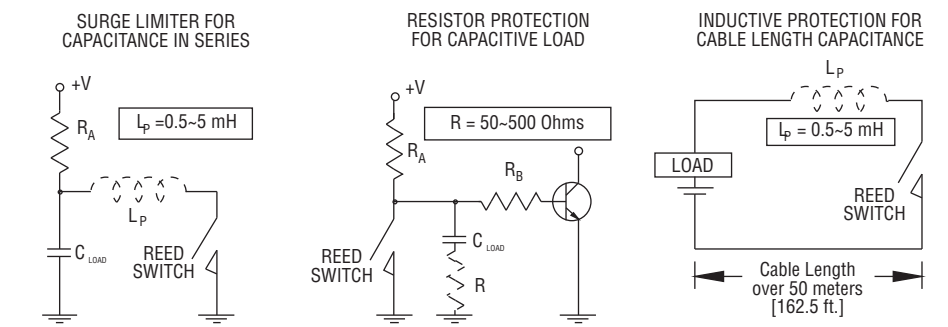 SURGE LIMITER FOR
CAPACITANCE IN SERIES
+V
R_A
L_P =0.5~5 mH
L_P
C_LOAD
REED
SWITCH
RESISTOR PROTECTION
FOR CAPACITIVE LOAD
+V
R = 50~500 Ohms
R_A
R_B
C_LOAD
REED
SWITCH
R
INDUCTIVE PROTECTION FOR
CABLE LENGTH CAPACITANCE
L_P
L_P = 0.5~5 mH
LOAD
REED
SWITCH
Cable Length
over 50 meters
[162.5 ft.]